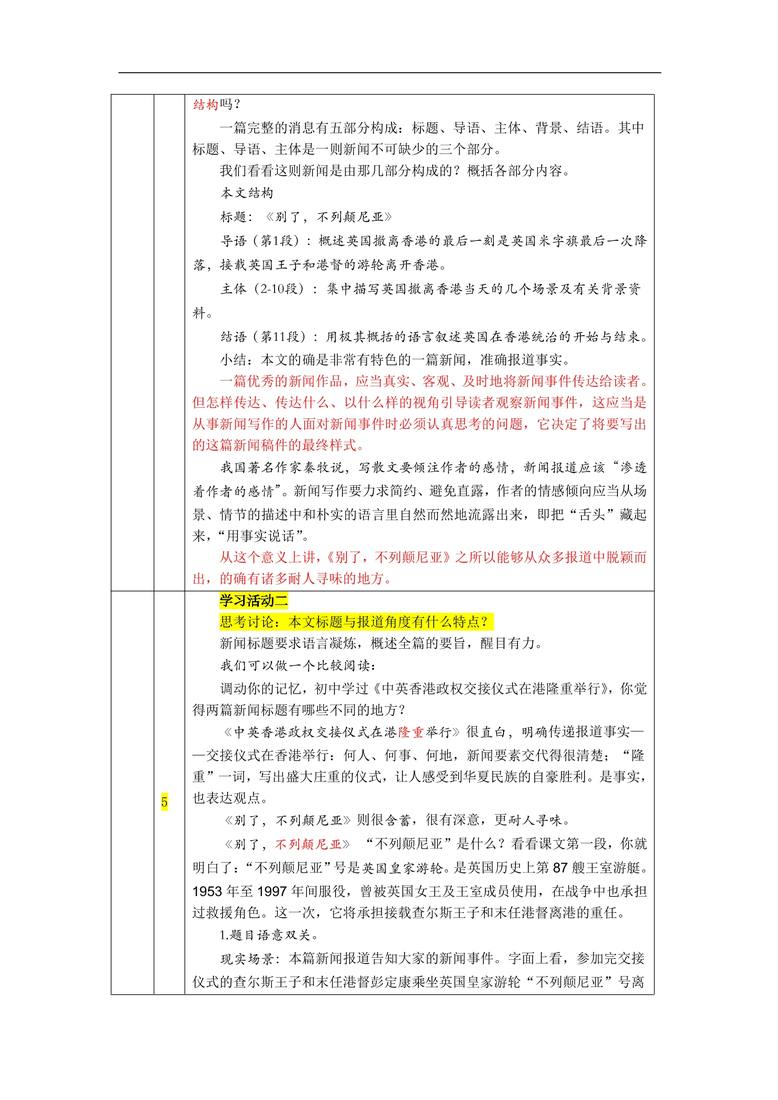 结构吗？
一篇完整的消息有五部分构成：标题、导语、主体、背景、结语。其中
标题、导语、主体是一则新闻不可缺少的三个部分。
我们看看这则新闻是由那几部分构成的？概括各部分内容。
本文结构
标题：《别了，不列颠尼亚》
导语（第1段）：概述英国撤离香港的最后一刻是英国米字旗最后一次降
落，接载英国王子和港督的游轮离开香港。
主体（2-10段）：集中描写英国撤离香港当天的几个场景及有关背景资
料。
结语（第11段）：用极其概括的语言叙述英国在香港统治的开始与结束。
小结：本文的确是非常有特色的一篇新闻，准确报道事实。
一篇优秀的新闻作品，应当真实、客观、及时地将新闻事件传达给读者。
但怎样传达、传达什么、以什么样的视角引导读者观察新闻事件，这应当是
从事新闻写作的人面对新闻事件时必须认真思考的问题，它决定了将要写出
的这篇新闻稿件的最终样式。
我国著名作家秦牧说，写散文要倾注作者的感情，新闻报道应该“渗透
着作者的感情”。新闻写作要力求简约、避免直露，作者的情感倾向应当从场
景、情节的描述中和朴实的语言里自然而然地流露出来，即把“舌头”藏起
来，“用事实说话”。
从这个意义上讲，《别了，不列颠尼亚》之所以能够从众多报道中脱颖而
出，的确有诸多耐人寻味的地方。
5
学习活动二
思考讨论：本文标题与报道角度有什么特点？
新闻标题要求语言凝炼，概述全篇的要旨，醒目有力。
我们可以做一个比较阅读：
调动你的记忆，初中学过《中英香港政权交接仪式在港隆重举行》，你觉
得两篇新闻标题有哪些不同的地方？
《中英香港政权交接仪式在港隆重举行》很直白，明确传递报道事实—
—交接仪式在香港举行：何人、何事、何地，新闻要素交代得很清楚；“隆
重”一词，写出盛大庄重的仪式，让人感受到华夏民族的自豪胜利。是事实，
也表达观点。
《别了，不列颠尼亚》则很含蓄，很有深意，更耐人寻味。
《别了，不列颠尼亚》 “不列颠尼亚”是什么？看看课文第一段，你就
明白了：“不列颠尼亚”号是英国皇家游轮。是英国历史上第 87 艘王室游艇。
1953 年至 1997 年间服役，曾被英国女王及王室成员使用，在战争中也承担
过救援角色。这一次，它将承担接载查尔斯王子和末任港督离港的重任。
1.题目语意双关。
现实场景：本篇新闻报道告知大家的新闻事件。字面上看，参加完交接
仪式的查尔斯王子和末任港督彭定康乘坐英国皇家游轮“不列颠尼亚”号离